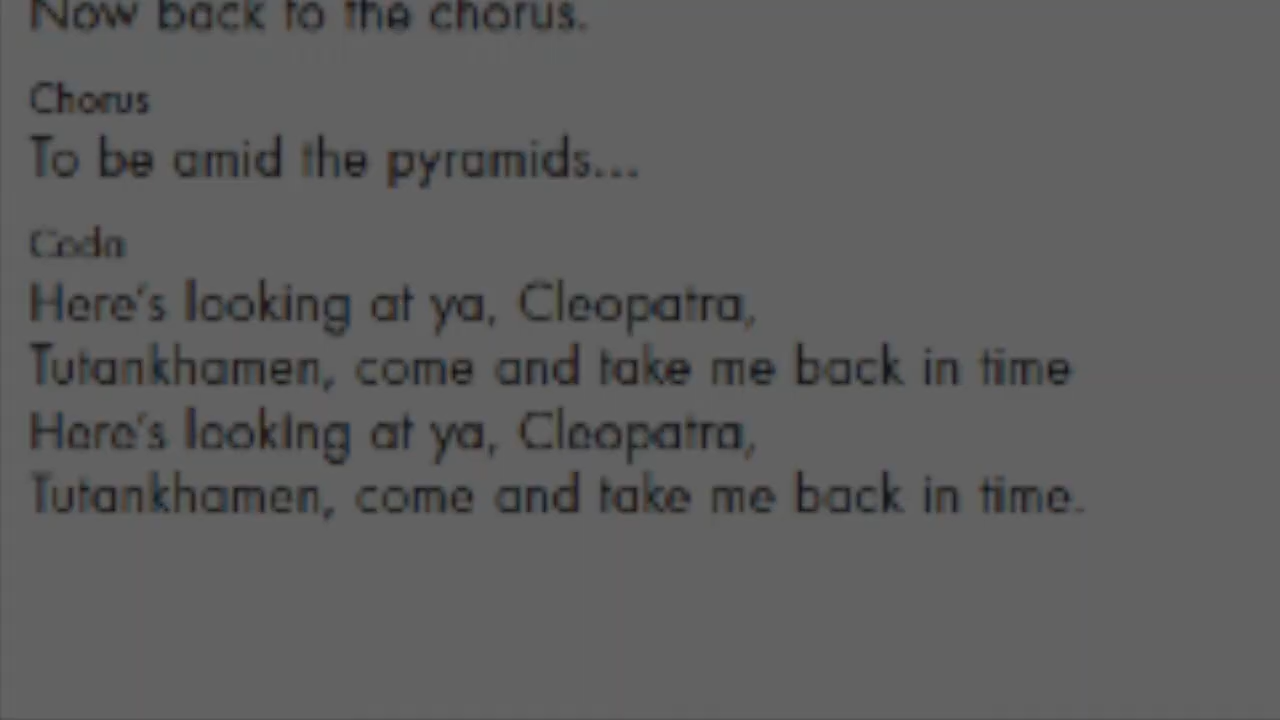 Now back to the chorus.
Chorus
To be amid the pyramids...
Coda
Here's looking at ya, Cleopatra,
Tutankhamen, come and take me back in time
Here's looking at ya, Cleopatra,
Tutankhamen, come and take me back in time.